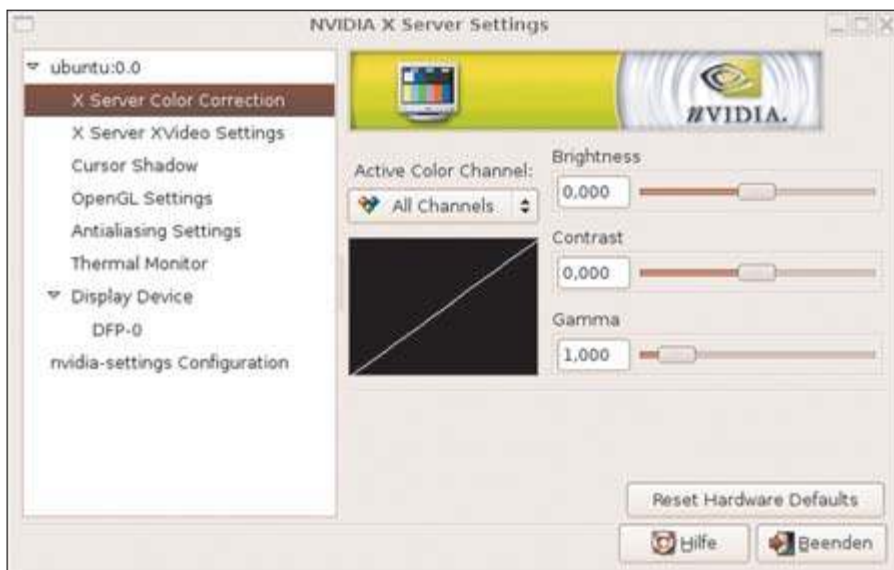 NVIDIA X Server Settings
ubuntu:0.0
X Server Color Correction
X Server XVideo Settings
Cursor Shadow
OpenGL Settings
Antialiasing Settings
Thermal Monitor
Display Device
DFP-0
nvidia-settings Configuration
NVIDIA.
Active Color Channel:
All Channels
Brightness
0,000
Contrast
0,000
Gamma
1,000
Reset Hardware Defaults
Hilfe
Beenden